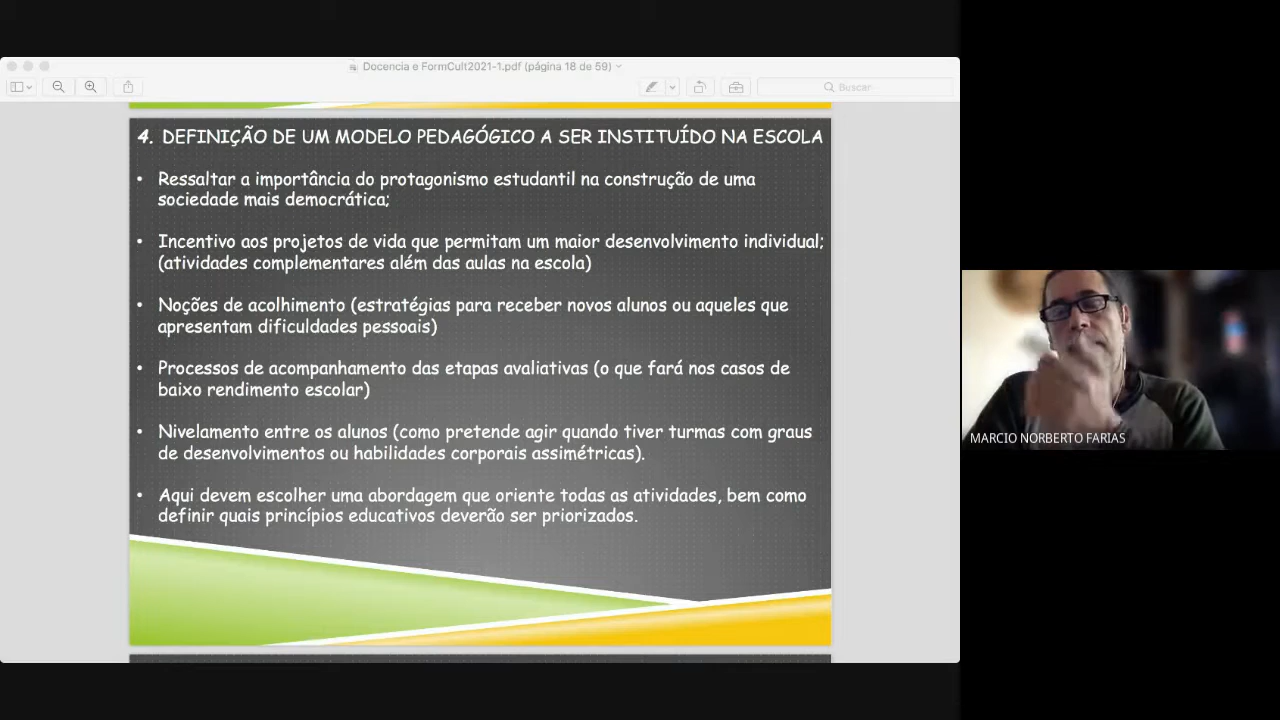 Docencia e FormCult2021-1.pdf (página 18 de 59)
Buscar
4. DEFINIÇÃO DE UM MODELO PEDAGÓGICO A SER INSTITUÍDO NA ESCOLA
• Ressaltar a importância do protagonismo estudantil na construção de uma
sociedade mais democrática;
• Incentivo aos projetos de vida que permitam um maior desenvolvimento individual;
(atividades complementares além das aulas na escola)
• Noções de acolhimento (estratégias para receber novos alunos ou aqueles que
apresentam dificuldades pessoais)
• Processos de acompanhamento das etapas avaliativas (o que fará nos casos de
baixo rendimento escolar)
• Nivelamento entre os alunos (como pretende agir quando tiver turmas com graus
de desenvolvimentos ou habilidades corporais assimétricas).
• Aqui devem escolher uma abordagem que oriente todas as atividades, bem como
definir quais princípios educativos deverão ser priorizados.
MARCIO NORBERTO FARIAS